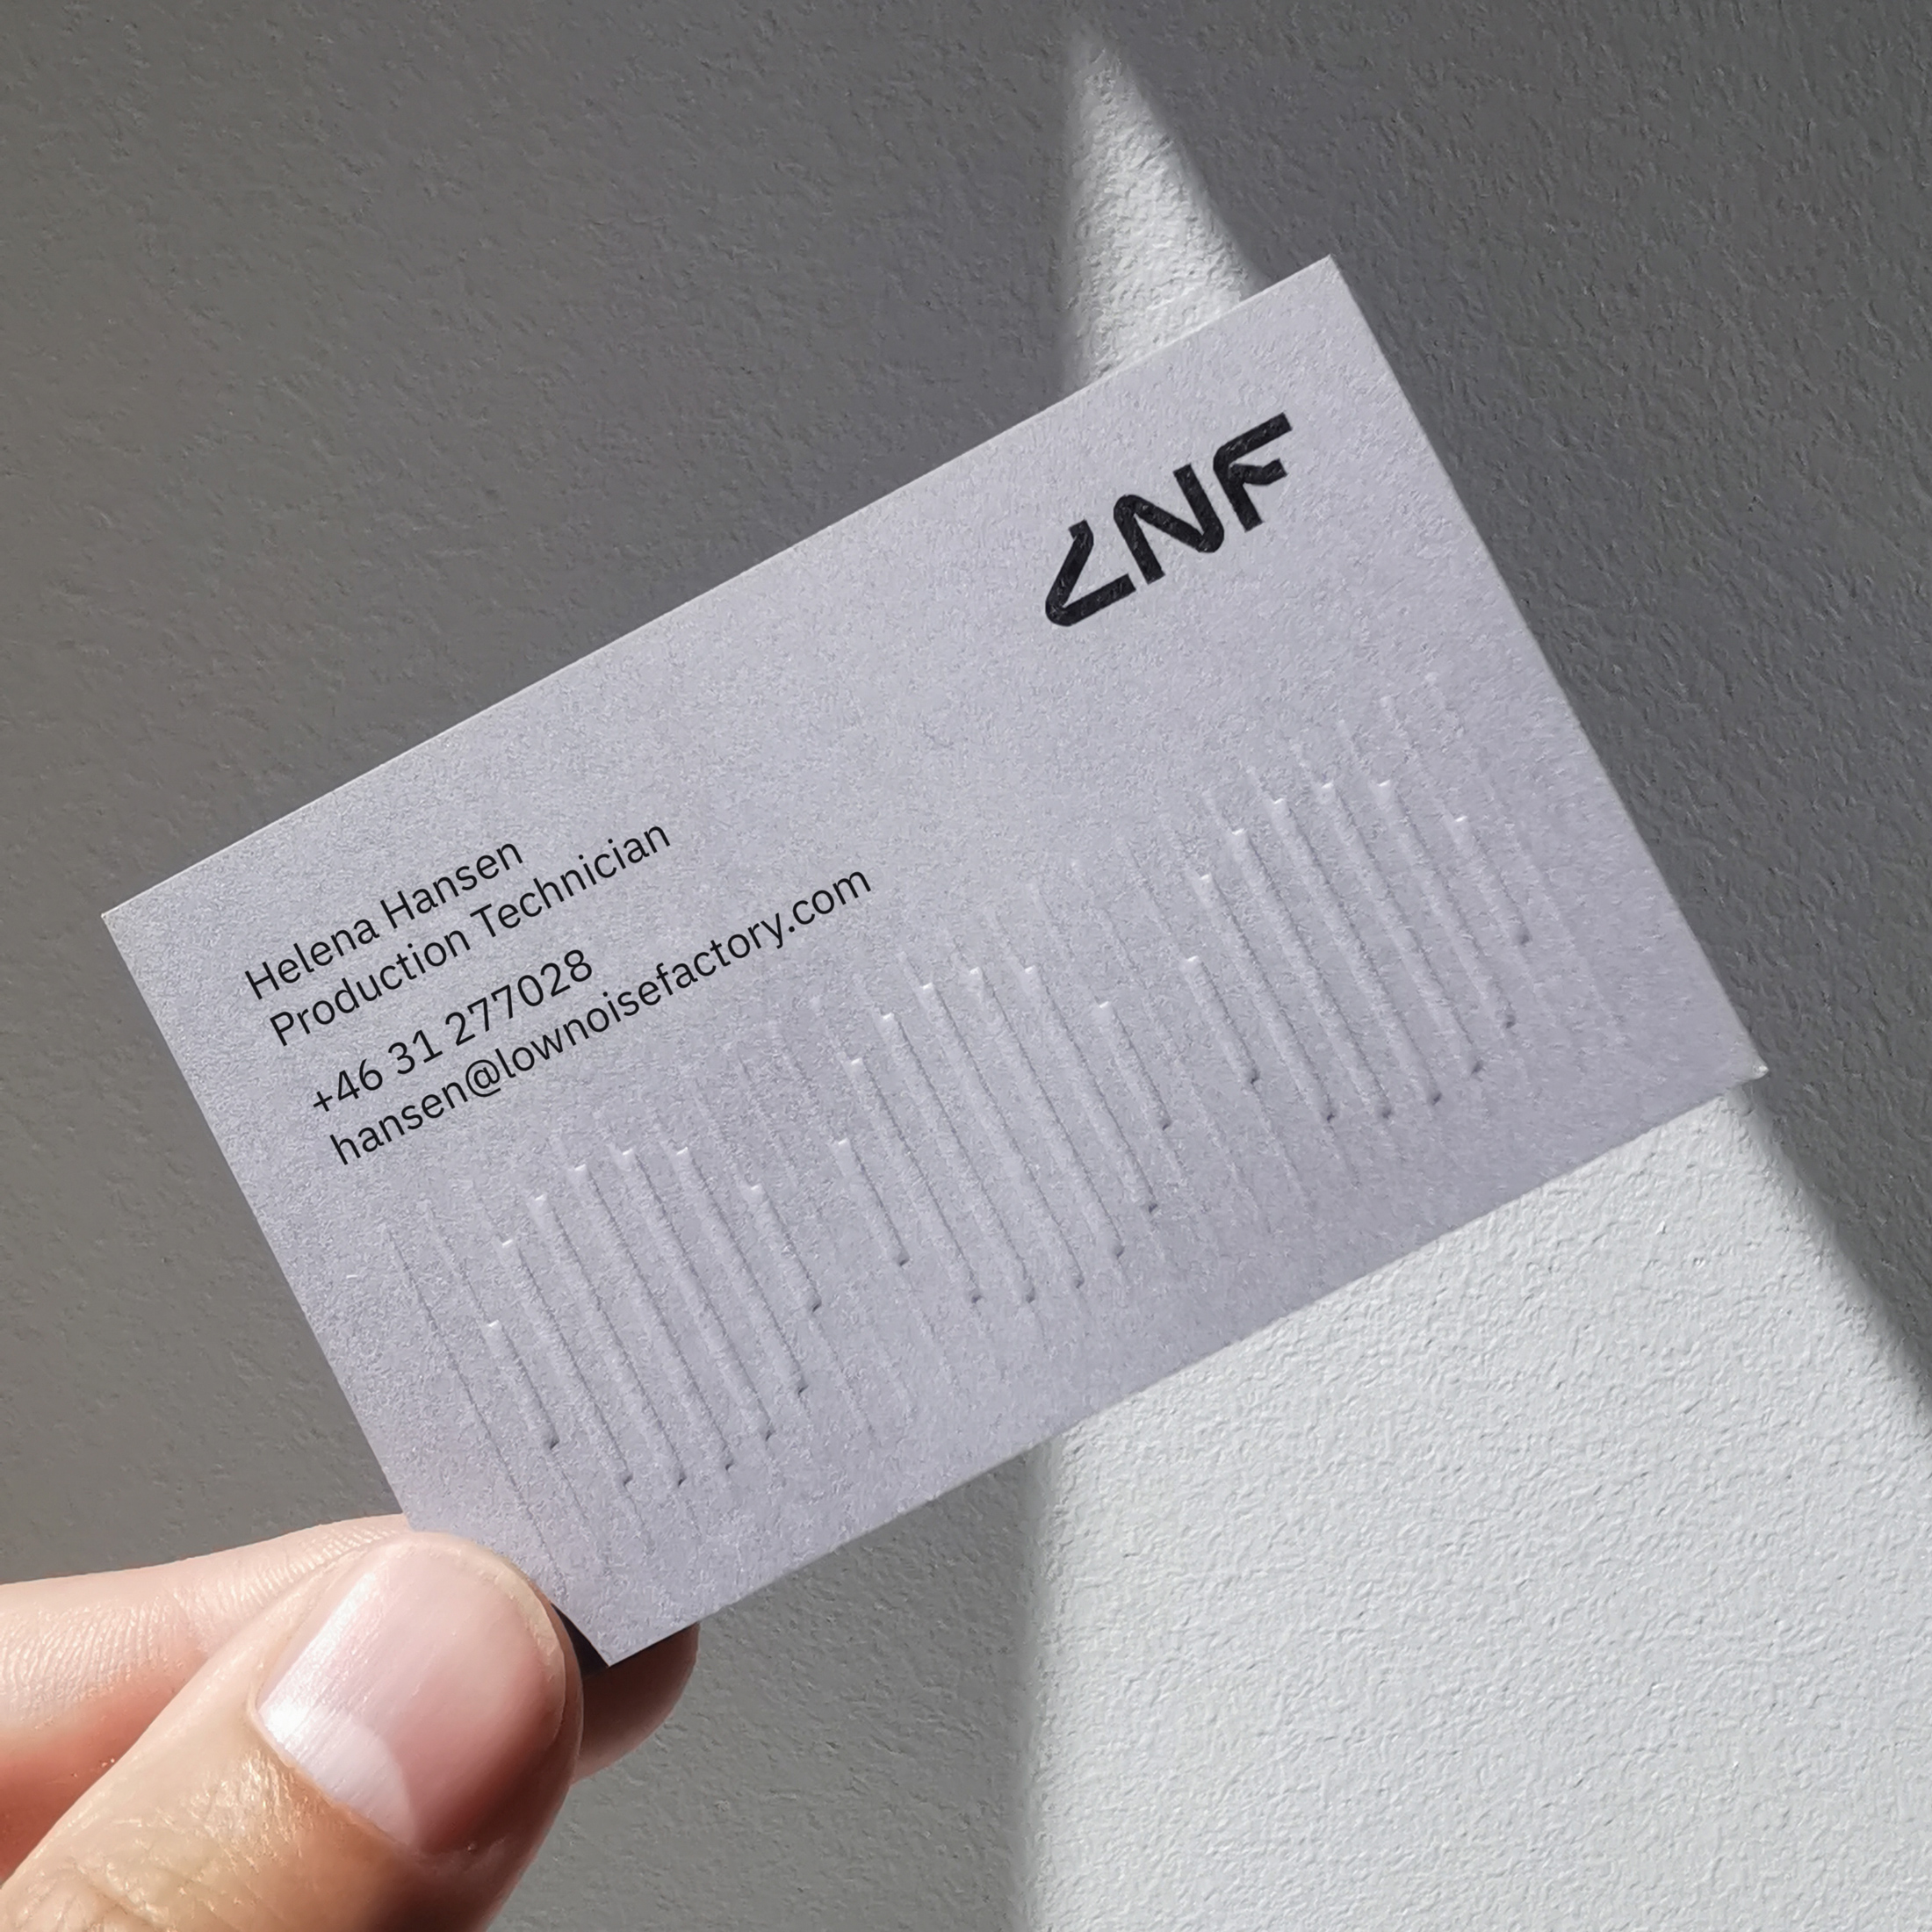 LNF
Helena Hansen
Production Technician
+46 31 277028
hansen@lownoisefactory.com